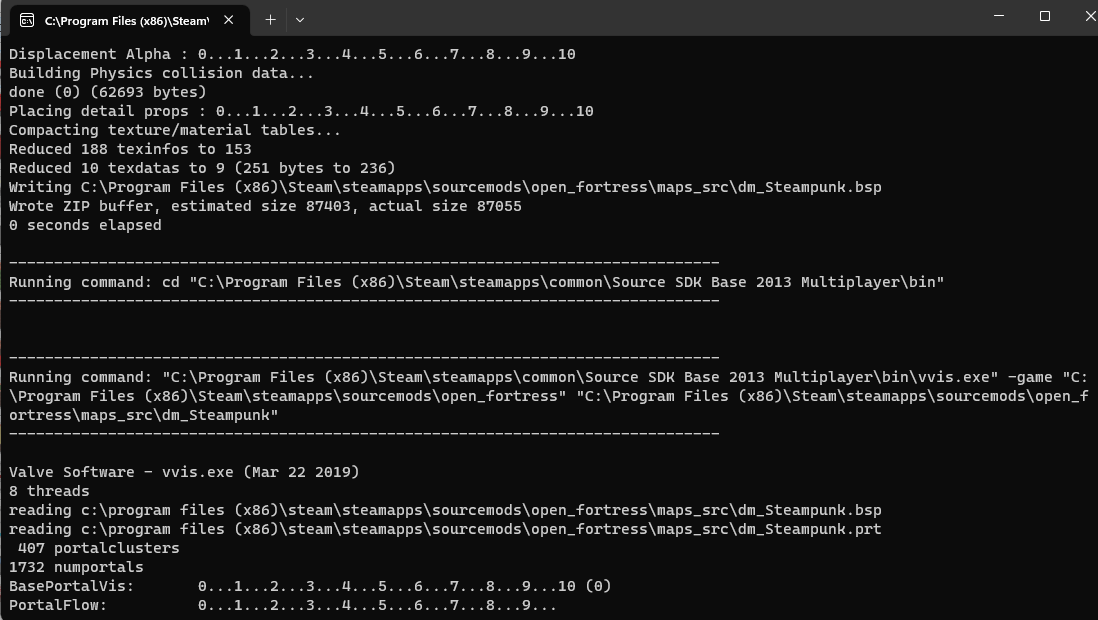 C:\Program Files (x86)\Steam\
Displacement Alpha : 0...1...2...3...4...5...6...7...8...9...10
Building Physics collision data...
done (0) (62693 bytes)
Placing detail props : 0...1...2...3...4...5...6...7...8...9...10
Compacting texture/material tables...
Reduced 188 texinfos to 153
Reduced 10 texdatas to 9 (251 bytes to 236)
Writing C:\Program Files (x86)\Steam\steamapps\sourcemods\open_fortress\maps_src\dm_Steampunk.bsp
Wrote ZIP buffer, estimated size 87403, actual size 87055
0 seconds elapsed
-------------------------------------------------------------------------------
Running command: cd "C:\Program Files (x86)\Steam\steamapps\common\Source SDK Base 2013 Multiplayer\bin"
-------------------------------------------------------------------------------
-------------------------------------------------------------------------------
Running command: "C:\Program Files (x86)\Steam\steamapps\common\Source SDK Base 2013 Multiplayer\bin\vvis.exe" -game "C:
\Program Files (x86)\Steam\steamapps\sourcemods\open_fortress" "C:\Program Files (x86)\Steam\steamapps\sourcemods\open_f
ortress\maps_src\dm_Steampunk"
-------------------------------------------------------------------------------
Valve Software - vvis.exe (Mar 22 2019)
8 threads
reading c:\program files (x86)\steam\steamapps\sourcemods\open_fortress\maps_src\dm_Steampunk.bsp
reading c:\program files (x86)\steam\steamapps\sourcemods\open_fortress\maps_src\dm_Steampunk.prt
 407 portalclusters
1732 numportals
BasePortalVis:       0...1...2...3...4...5...6...7...8...9...10 (0)
PortalFlow:          0...1...2...3...4...5...6...7...8...9...